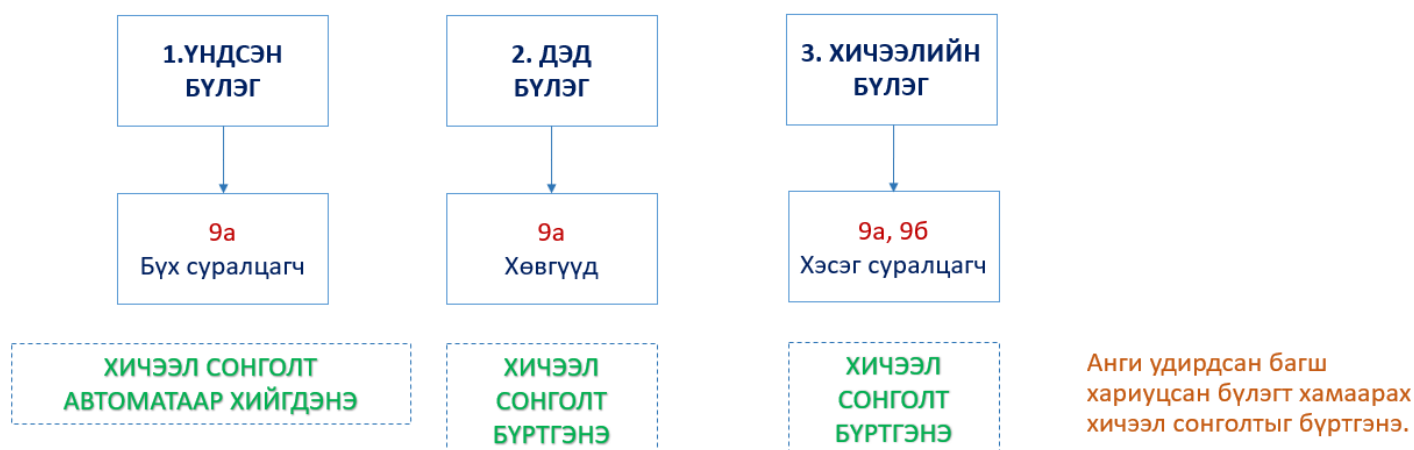 1.ҮНДСЭН
БҮЛЭГ
2. ДЭД
БҮЛЭГ
3. ХИЧЭЭЛИЙН
БҮЛЭГ
9а
Бүх суралцагч
9а
Хөвгүүд
9а, 9б
Хэсэг суралцагч
ХИЧЭЭЛ СОНГОЛТ
АВТОМАТААР ХИЙГДЭНЭ
ХИЧЭЭЛ
СОНГОЛТ
БҮРТГЭНЭ
ХИЧЭЭЛ
СОНГОЛТ
БҮРТГЭНЭ
Анги удирдсан багш
хариуцсан бүлэгт хамаарах
хичээл сонголтыг бүртгэнэ.